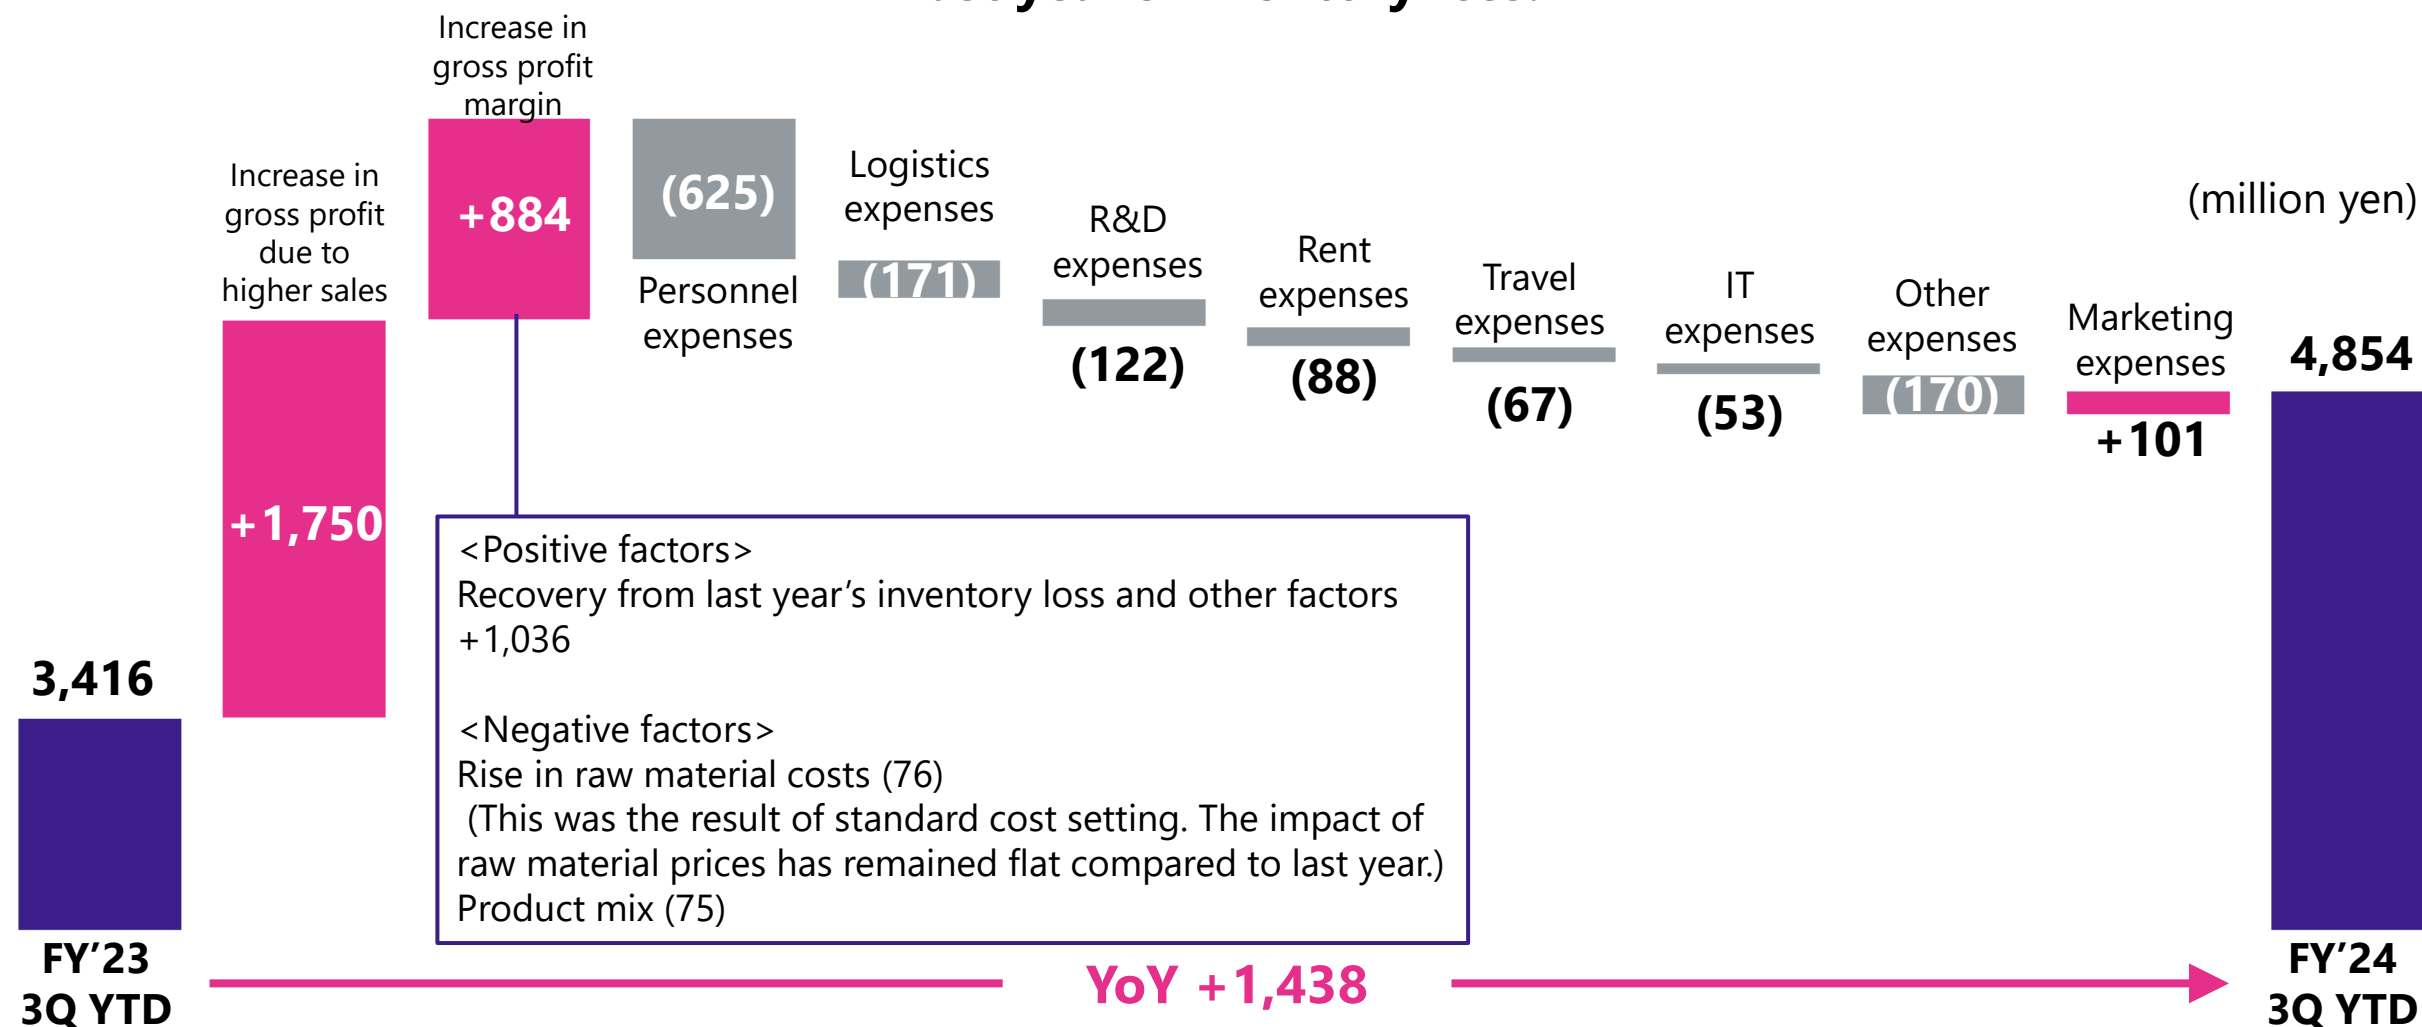 Increase in
gross profit
margin
+884
Increase in
gross profit
due to
higher sales
+1,750
(625)
Personnel
expenses
Logistics
expenses
(171)
R&D
expenses
(122)
Rent
expenses
(88)
Travel
expenses
(67)
IT
expenses
(53)
Other
expenses
(170)
Marketing
expenses
+101
(million yen)
4,854
3,416
<Positive factors>
Recovery from last year’s inventory loss and other factors
+1,036
<Negative factors>
Rise in raw material costs (76)
(This was the result of standard cost setting. The impact of
raw material prices has remained flat compared to last year.)
Product mix (75)
FY’23
3Q YTD
YoY +1,438
FY’24
3Q YTD